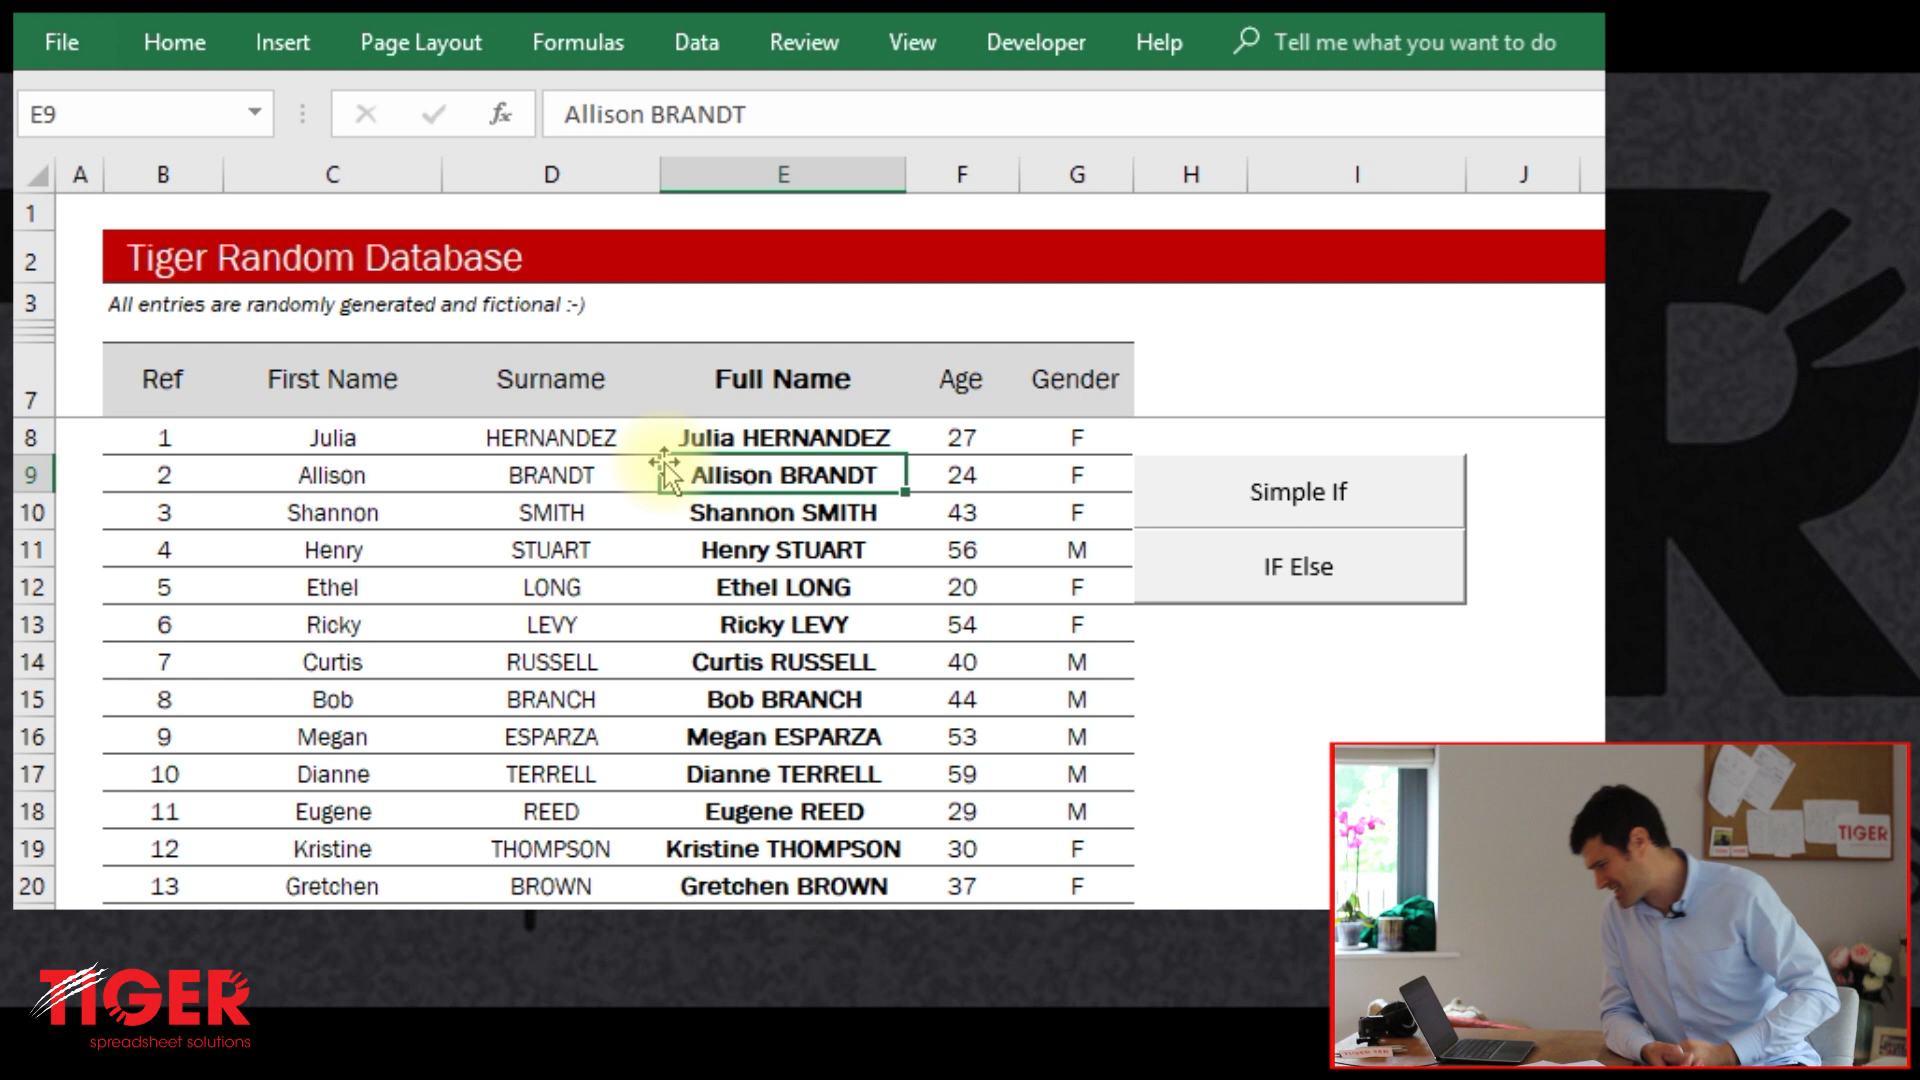 File Home Insert Page Layout Formulas Data Review View Developer Help Tell me what you want to do
E9 fx Allison BRANDT
A B C D E F G H I J
1
2 Tiger Random Database
3 All entries are randomly generated and fictional :-)
7 Ref First Name Surname Full Name Age Gender
8 1 Julia HERNANDEZ Julia HERNANDEZ 27 F
9 2 Allison BRANDT Allison BRANDT 24 F
Simple If
10 3 Shannon SMITH Shannon SMITH 43 F
11 4 Henry STUART Henry STUART 56 M
IF Else
12 5 Ethel LONG Ethel LONG 20 F
13 6 Ricky LEVY Ricky LEVY 54 F
14 7 Curtis RUSSELL Curtis RUSSELL 40 M
15 8 Bob BRANCH Bob BRANCH 44 M
16 9 Megan ESPARZA Megan ESPARZA 53 M
17 10 Dianne TERRELL Dianne TERRELL 59 M
18 11 Eugene REED Eugene REED 29 M
19 12 Kristine THOMPSON Kristine THOMPSON 30 F
20 13 Gretchen BROWN Gretchen BROWN 37 F
TIGER
TIGER
spreadsheet solutions